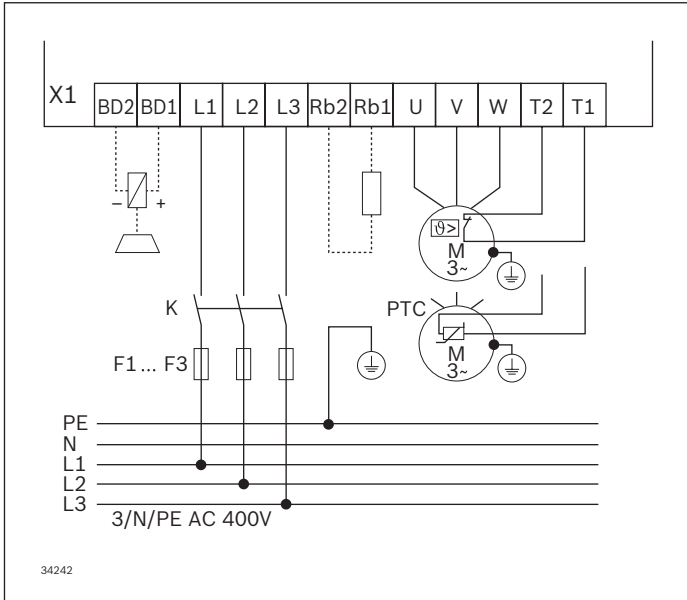 X1 BD2 BD1 L1 L2 L3 Rb2 Rb1 U V W T2 T1
– +
ϑ>
M
3~
K
PTC
F1 ... F3
M
3~
PE
N
L1
L2
L3
3/N/PE AC 400V
34242